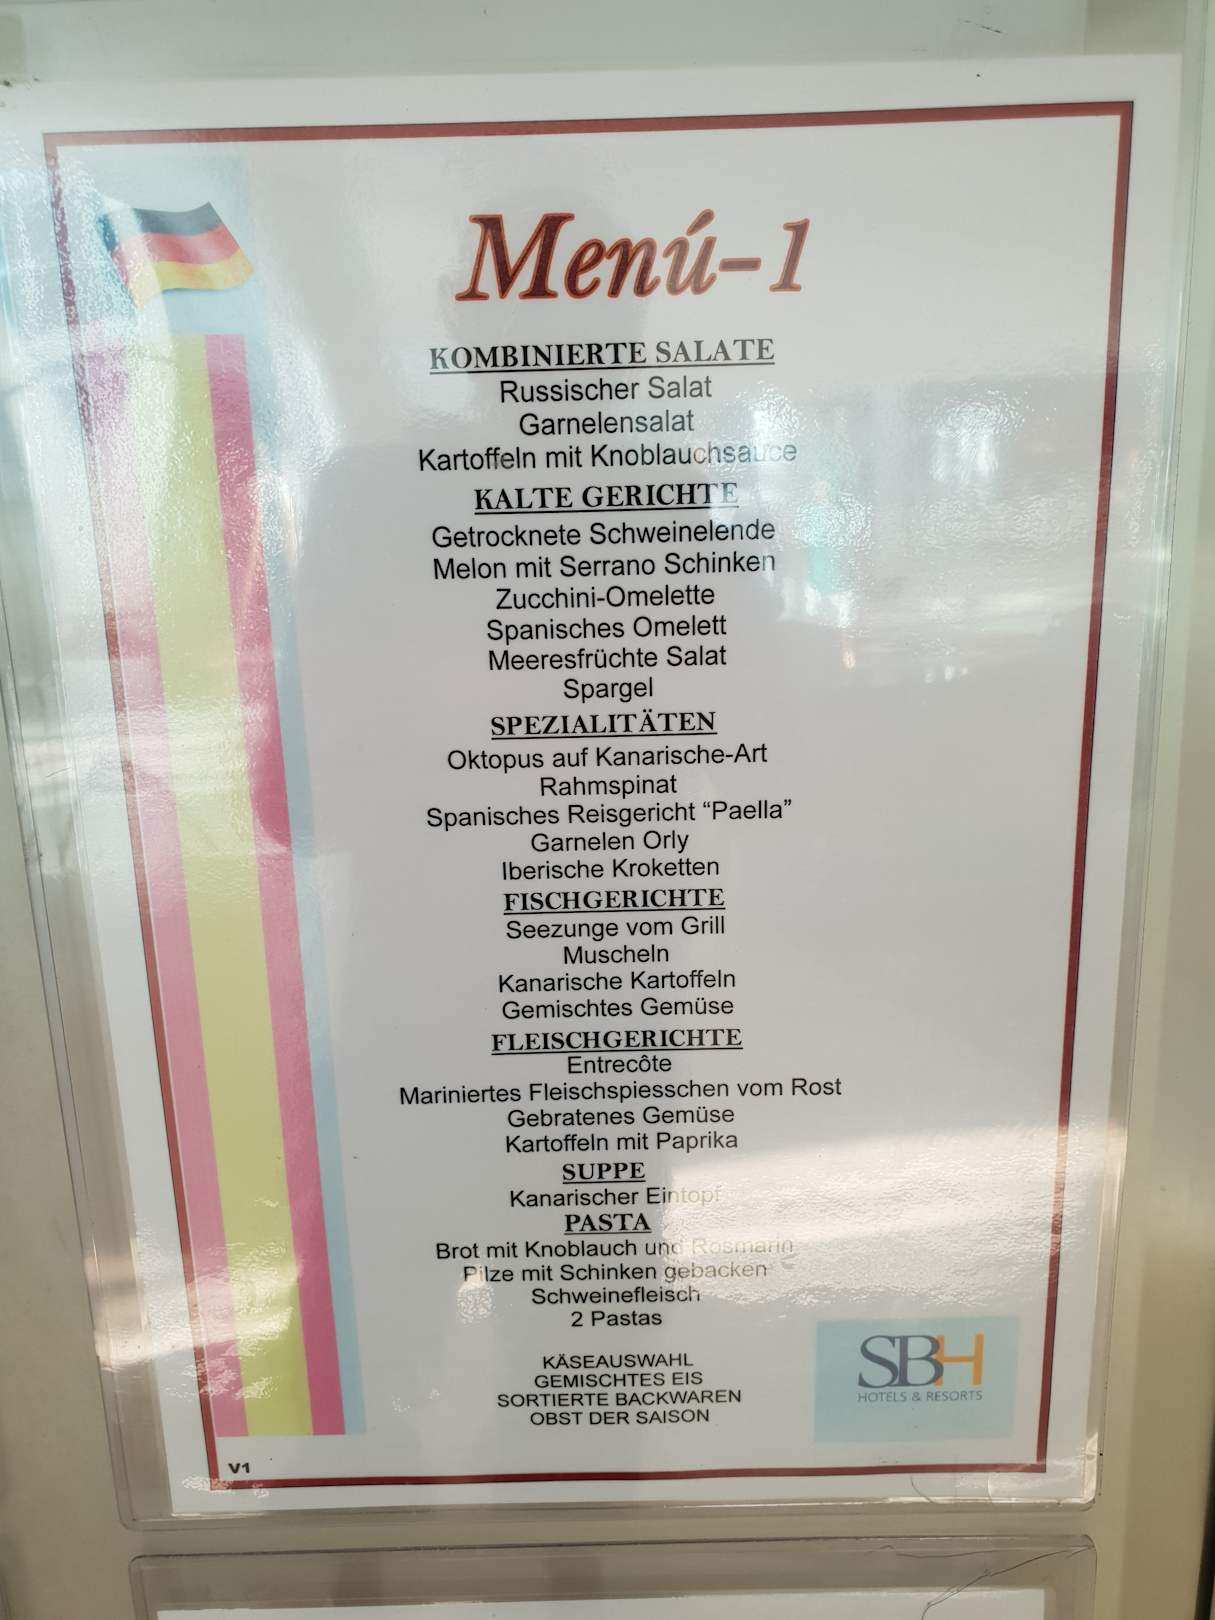 Menú-1
KOMBINIERTE SALATE
Russischer Salat
Garnelensalat
Kartoffeln mit Knoblauchsauce
KALTE GERICHTE
Getrocknete Schweinelende
Melon mit Serrano Schinken
Zucchini-Omelette
Spanisches Omelett
Meeresfrüchte Salat
Spargel
SPEZIALITÄTEN
Oktopus auf Kanarische-Art
Rahmspinat
Spanisches Reisgericht “Paella”
Garnelen Orly
Iberische Kroketten
FISCHGERICHTE
Seezunge vom Grill
Muscheln
Kanarische Kartoffeln
Gemischtes Gemüse
FLEISCHGERICHTE
Entrecôte
Mariniertes Fleischspiesschen vom Rost
Gebratenes Gemüse
Kartoffeln mit Paprika
SUPPE
Kanarischer Eintopf
PASTA
Brot mit Knoblauch und Rosmarin
Pilze mit Schinken gebacken
Schweinefleisch
2 Pastas
KÄSEAUSWAHL
GEMISCHTES EIS
SORTIERTE BACKWAREN
OBST DER SAISON
SBH
HOTELS & RESORTS
V1